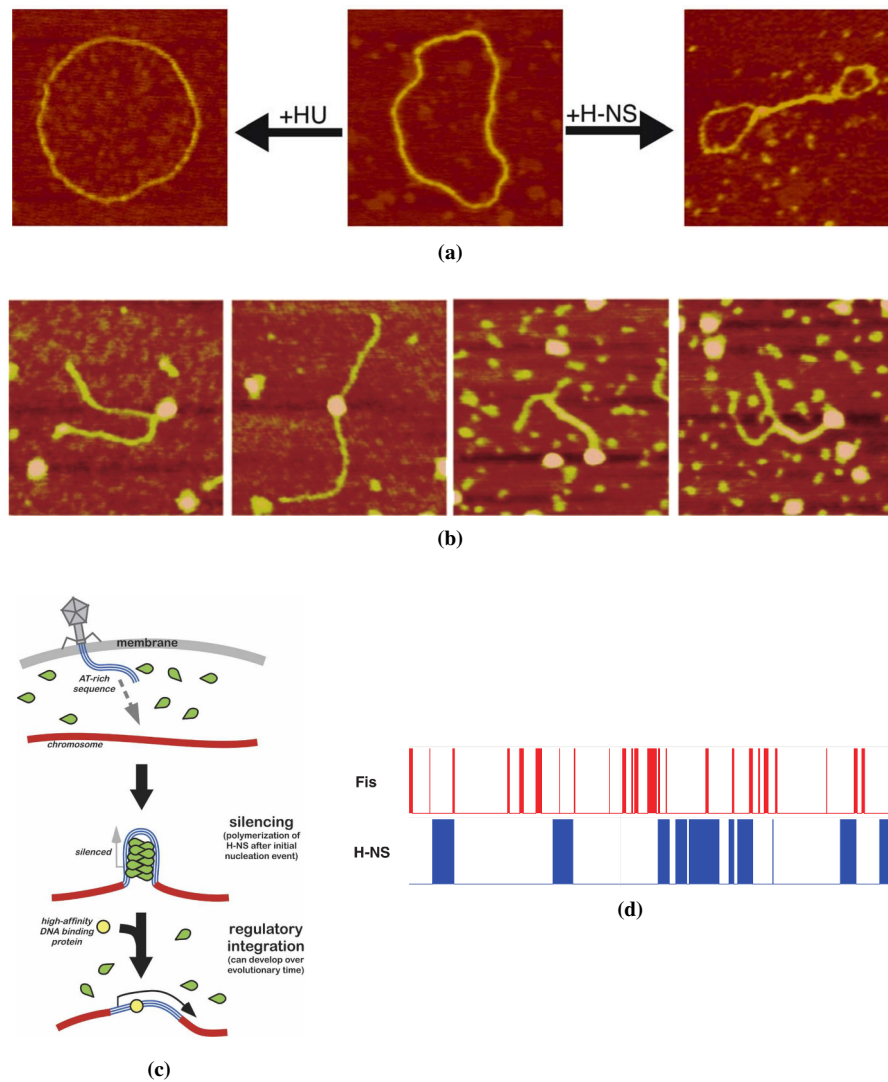 +HU
+H-NS
(a)
(b)
membrane
AT-rich
sequence
chromosome
silencing
(polymerization of
H-NS after initial
nucleation event)
silenced
high-affinity
DNA binding
protein
regulatory
integration
(can develop over
evolutionary time)
(c)
Fis
H-NS
(d)